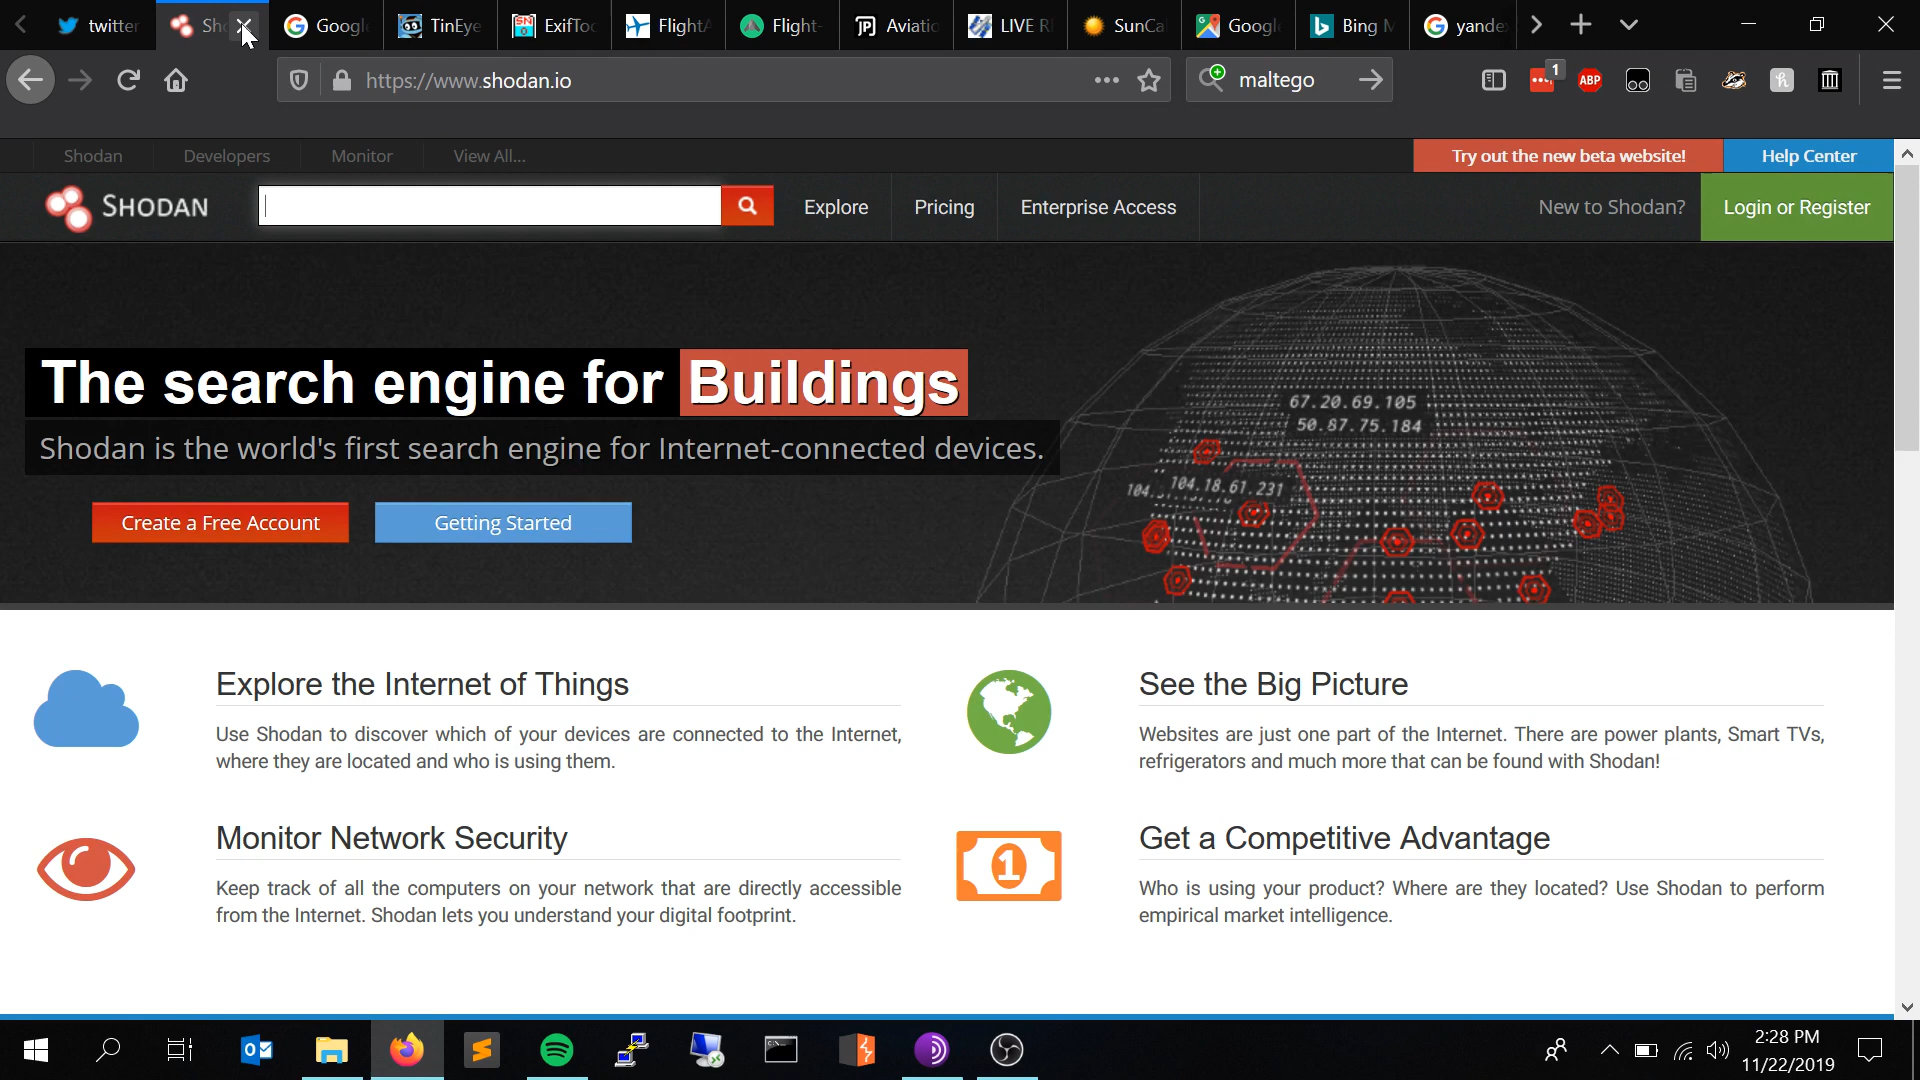 twitter
Sho
Googl
TinEye
ExifToo
FlightA
Flight-
Aviatio
LIVE R
SunCa
Googl
Bing M
yande
https://www.shodan.io
maltego
1
ABP
Shodan
Developers
Monitor
View All...
Try out the new beta website!
Help Center
SHODAN
Explore
Pricing
Enterprise Access
New to Shodan?
Login or Register
The search engine for Buildings
Shodan is the world's first search engine for Internet-connected devices.
Create a Free Account
Getting Started
67.20.69.105
50.87.75.184
104.18.61.231
Explore the Internet of Things
Use Shodan to discover which of your devices are connected to the Internet,
where they are located and who is using them.
See the Big Picture
Websites are just one part of the Internet. There are power plants, Smart TVs,
refrigerators and much more that can be found with Shodan!
Monitor Network Security
Keep track of all the computers on your network that are directly accessible
from the Internet. Shodan lets you understand your digital footprint.
1
Get a Competitive Advantage
Who is using your product? Where are they located? Use Shodan to perform
empirical market intelligence.
2:28 PM
11/22/2019